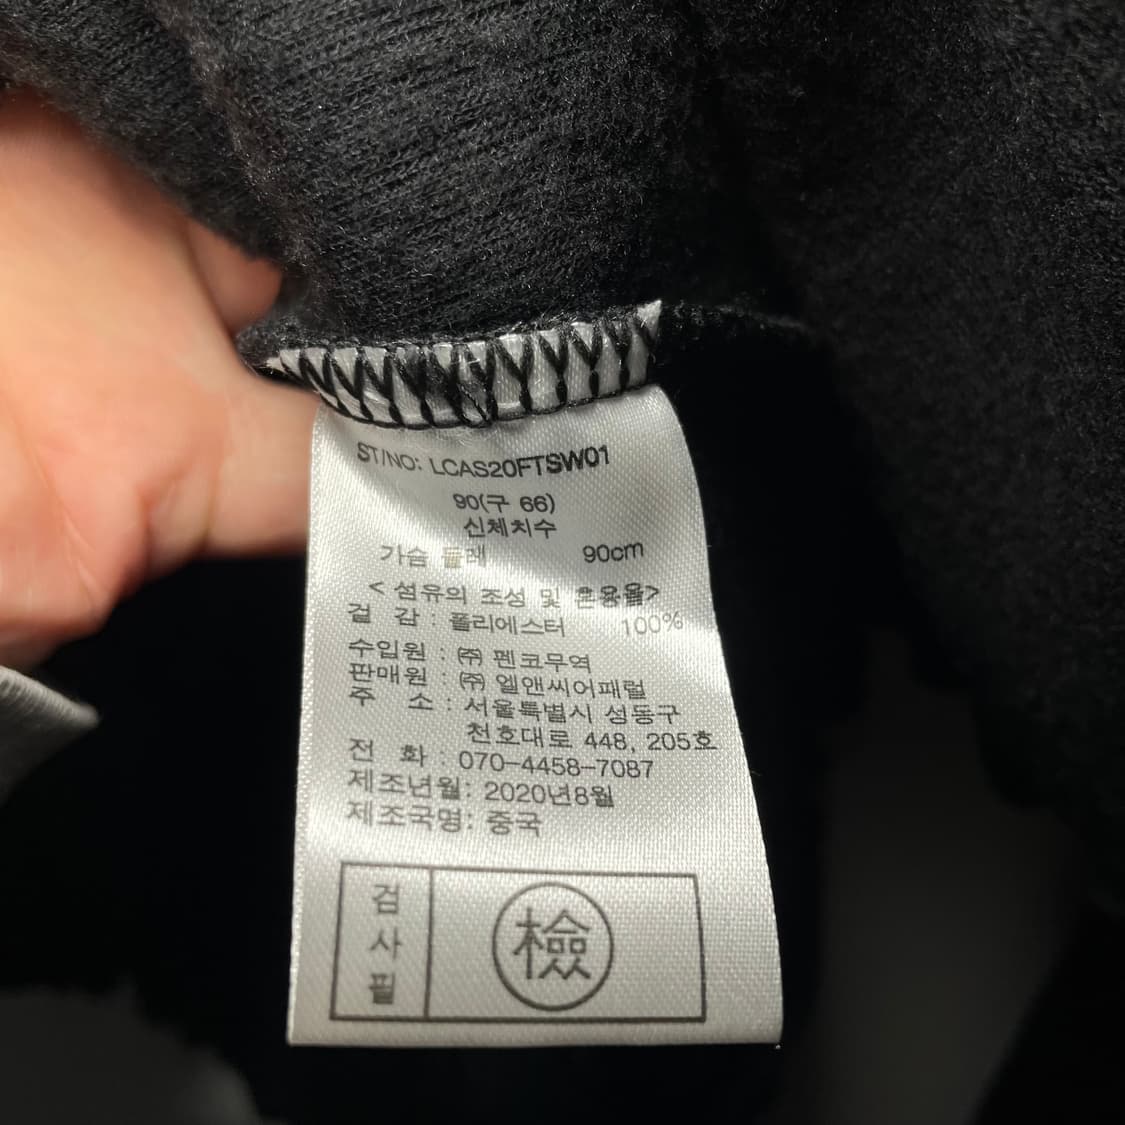 ST/NO: LCAS20FTSW01
90(구 66)
신체치수
가슴 둘레 90cm
< 섬유의 조성 및 혼용율>
겉 감 : 폴리에스터 100%
수입원 : ㈜ 펜코무역
판매원 : ㈜ 엘앤씨어패럴
주 소 : 서울특별시 성동구
천호대로 448, 205호
전 화 : 070-4458-7087
제조년월: 2020년8월
제조국명: 중국
검사필
檢